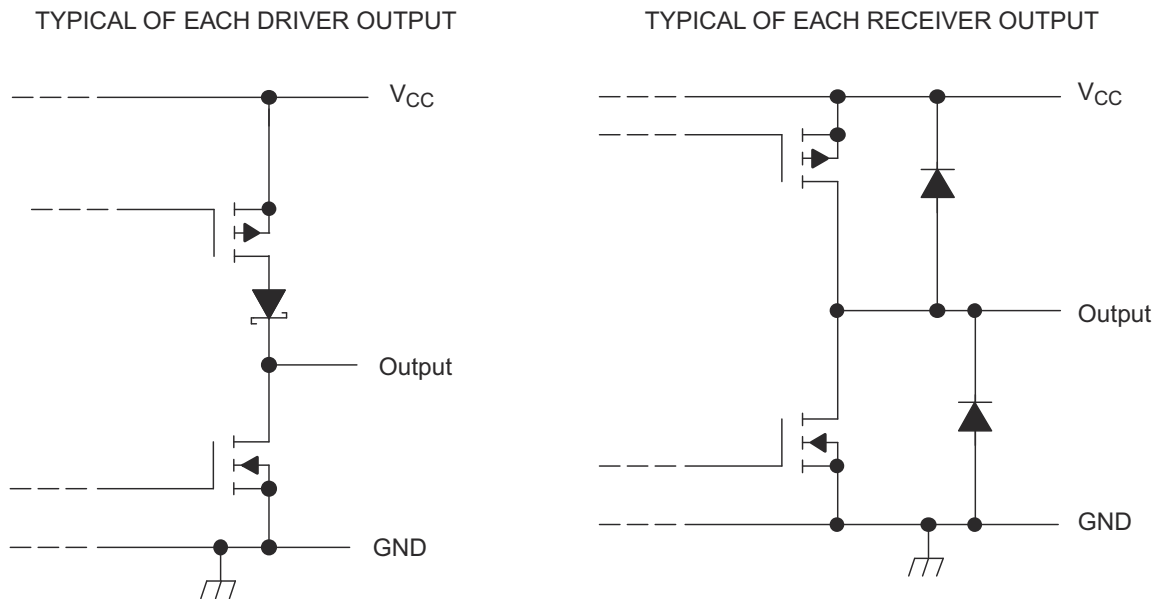 TYPICAL OF EACH DRIVER OUTPUT
VCC
Output
GND
TYPICAL OF EACH RECEIVER OUTPUT
VCC
Output
GND